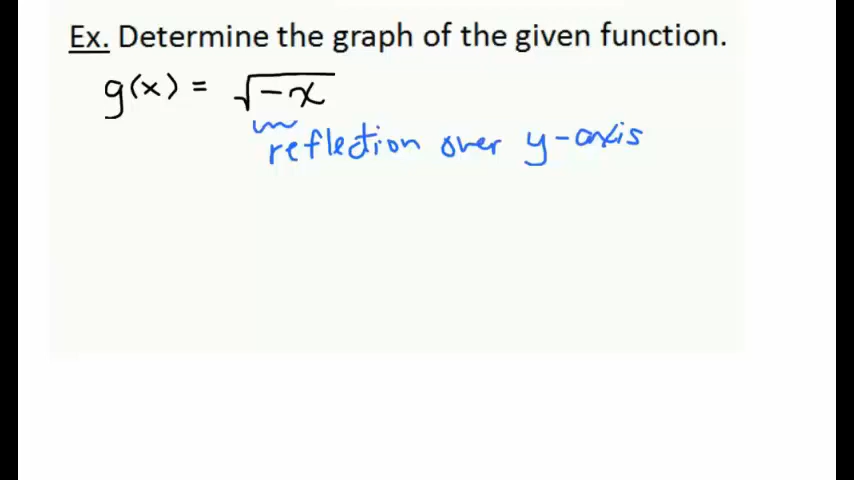 Ex. Determine the graph of the given function.
g(x) = √-x
reflection over y-axis